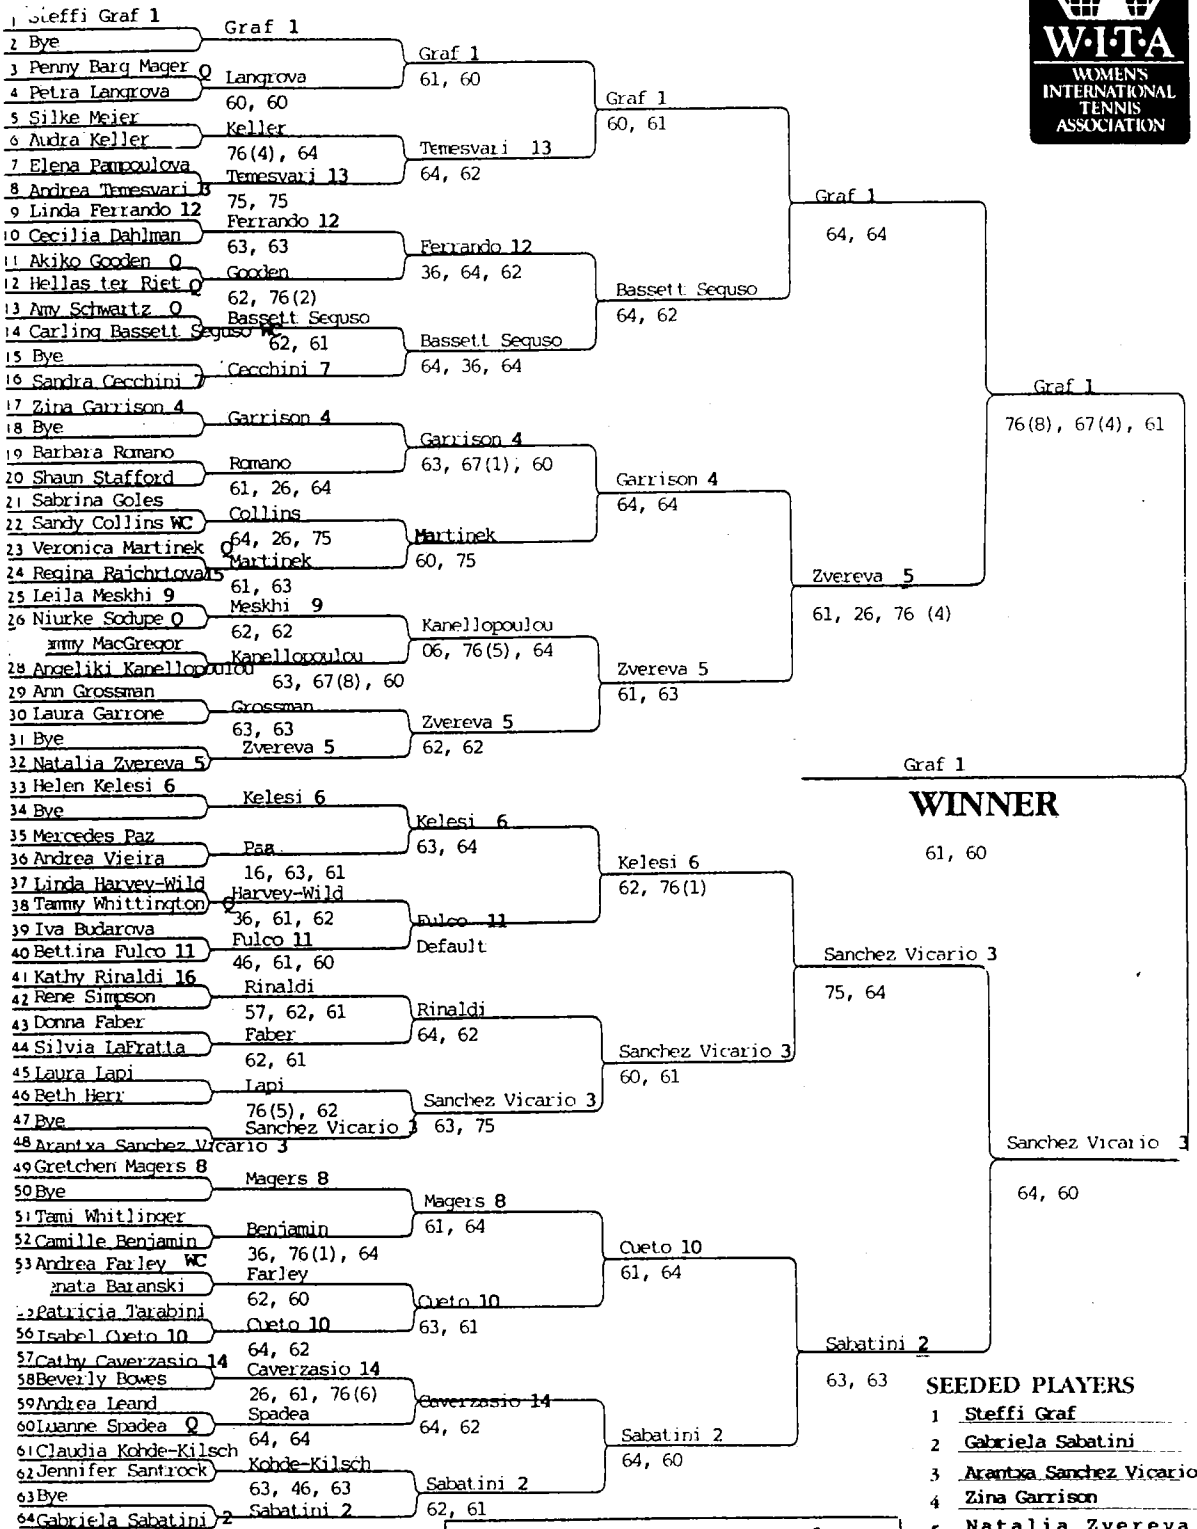 1 Steffi Graf 1
2 Bye
3 Penny Barg Mager Q
4 Petra Langrova
5 Silke Meier
6 Audra Keller
7 Elena Pampoulova
8 Andrea Temesvari 13
9 Linda Ferrando 12
10 Cecilia Dahlman
11 Akiko Gooden Q
12 Hellas ter Riet Q
13 Amy Schwartz Q
14 Carling Bassett Seguso WC
15 Bye
16 Sandra Cecchini 7
17 Zina Garrison 4
18 Bye
19 Barbara Romano
20 Shaun Stafford
21 Sabrina Goles
22 Sandy Collins WC
23 Veronica Martinek Q
24 Regina Rajchrtova 15
25 Leila Meskhi 9
26 Niurke Sodupe Q
ammy MacGregor
28 Angeliki Kanellopoulou
29 Ann Grossman
30 Laura Garrone
31 Bye
32 Natalia Zvereva 5
33 Helen Kelesi 6
34 Bye
35 Mercedes Paz
36 Andrea Vieira
37 Linda Harvey-Wild
38 Tammy Whittington Q
39 Iva Budarova
40 Bettina Fulco 11
41 Kathy Rinaldi 16
42 Rene Simpson
43 Donna Faber
44 Silvia LaFratta
45 Laura Lapi
46 Beth Herr
47 Bye
48 Arantxa Sanchez Vicario 3
49 Gretchen Magers 8
50 Bye
51 Tami Whitlinger
52 Camille Benjamin
53 Andrea Farley WC
enata Baranski
Patricia Tarabini
56 Isabel Cueto 10
57 Cathy Caverzasio 14
58 Beverly Bowes
59 Andrea Leand
60 Luanne Spadea Q
61 Claudia Kohde-Kilsch
62 Jennifer Santrock
63 Bye
64 Gabriela Sabatini 2
Graf 1
Langrova
60, 60
Keller
76(4), 64
Temesvari 13
75, 75
Ferrando 12
63, 63
Gooden
62, 76(2)
Bassett Seguso
62, 61
Cecchini 7
Garrison 4
Romano
61, 26, 64
Collins
64, 26, 75
Martinek
61, 63
Meskhi 9
62, 62
Kanellopoulou
63, 67(8), 60
Grossman
63, 63
Zvereva 5
Kelesi 6
Paz
16, 63, 61
Harvey-Wild
36, 61, 62
Fulco 11
46, 61, 60
Rinaldi
57, 62, 61
Faber
62, 61
Lapi
76(5), 62
Sanchez Vicario 3
Magers 8
Benjamin
36, 76(1), 64
Farley
62, 60
Cueto 10
64, 62
Caverzasio 14
26, 61, 76(6)
Spadea
64, 64
Kohde-Kilsch
63, 46, 63
Sabatini 2
Graf 1
61, 60
Temesvari 13
64, 62
Ferrando 12
36, 64, 62
Bassett Seguso
64, 36, 64
Garrison 4
63, 67(1), 60
Martinek
60, 75
Kanellopoulou
06, 76(5), 64
Zvereva 5
62, 62
Kelesi 6
63, 64
Fulco 11
Default
Rinaldi
64, 62
Sanchez Vicario 3
63, 75
Magers 8
61, 64
Cueto 10
63, 61
Caverzasio 14
64, 62
Sabatini 2
62, 61
Graf 1
60, 61
Bassett Seguso
64, 62
Garrison 4
64, 64
Zvereva 5
61, 63
Kelesi 6
62, 76(1)
Sanchez Vicario 3
60, 61
Cueto 10
61, 64
Sabatini 2
64, 60
Graf 1
64, 64
Zvereva 5
61, 26, 76 (4)
Sanchez Vicario 3
75, 64
Sabatini 2
63, 63
Graf 1
76(8), 67(4), 61
Sanchez Vicario 3
64, 60
Graf 1
WINNER
61, 60
W·I·T·A
WOMEN'S
INTERNATIONAL
TENNIS
ASSOCIATION
SEEDED PLAYERS
1 Steffi Graf
2 Gabriela Sabatini
3 Arantxa Sanchez Vicario
4 Zina Garrison
5 Natalia Zvereva